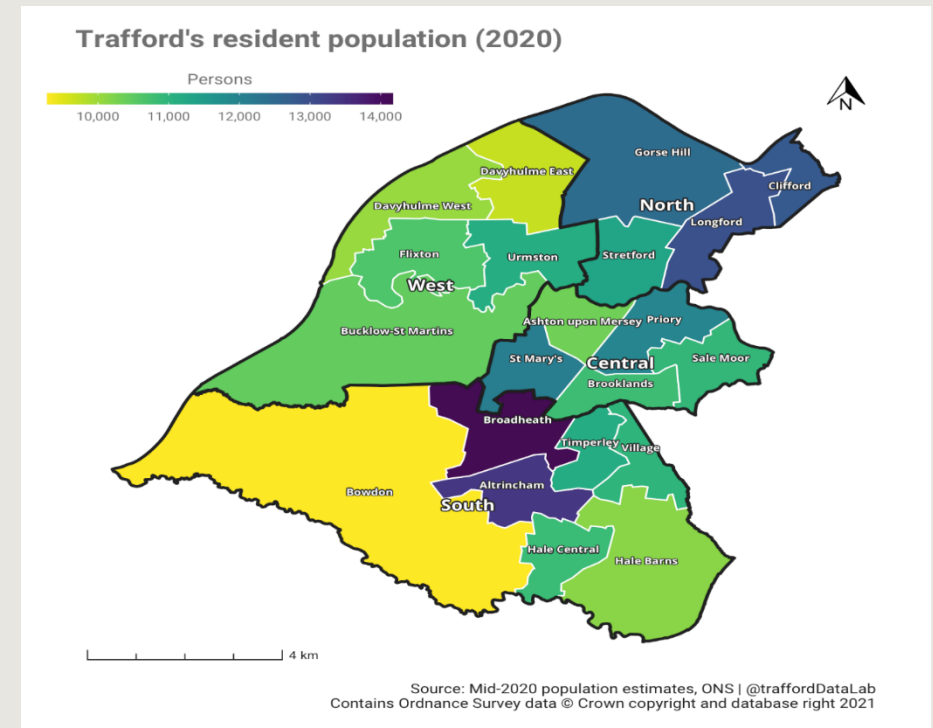 Trafford's resident population (2020)
Persons
10,000 11,000 12,000 13,000 14,000
N
Gorse Hill
Davyhulme East
Clifford
Davyhulme West
North
Longford
Flixton
Urmston
Stretford
West
Ashton upon Mersey
Priory
Bucklow-St Martins
St Mary's
Central
Sale Moor
Brooklands
Broadheath
Timperley
Village
Altrincham
Bowdon
South
Hale Central
Hale Barns
4 km
Source: Mid-2020 population estimates, ONS | @traffordDataLab
Contains Ordnance Survey data © Crown copyright and database right 2021